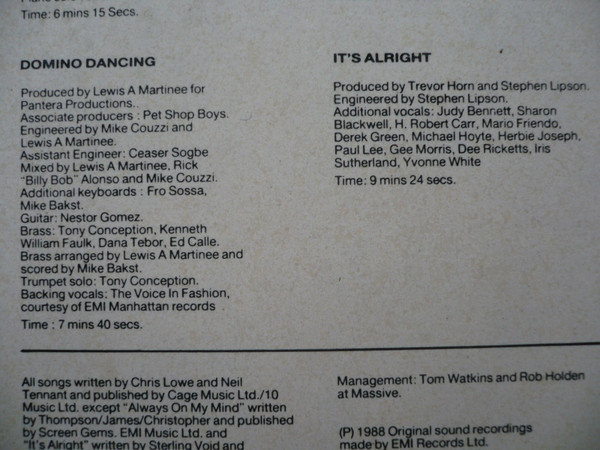 Time: 6 mins 15 Secs.
DOMINO DANCING
Produced by Lewis A Martinee for
Pantera Productions..
Associate producers : Pet Shop Boys.
Engineered by Mike Couzzi and
Lewis A Martinee.
Assistant Engineer: Ceaser Sogbe
Mixed by Lewis A Martinee, Rick
“Billy Bob” Alonso and Mike Couzzi.
Additional keyboards : Fro Sossa,
Mike Bakst.
Guitar: Nestor Gomez.
Brass: Tony Conception, Kenneth
William Faulk, Dana Tebor, Ed Calle.
Brass arranged by Lewis A Martinee and
scored by Mike Bakst.
Trumpet solo: Tony Conception.
Backing vocals: The Voice In Fashion,
courtesy of EMI Manhattan records
Time : 7 mins 40 secs.
IT'S ALRIGHT
Produced by Trevor Horn and Stephen Lipson.
Engineered by Stephen Lipson.
Additional vocals: Judy Bennett, Sharon
Blackwell, H. Robert Carr, Mario Friendo,
Derek Green, Michael Hoyte, Herbie Joseph,
Paul Lee, Gee Morris, Dee Ricketts, Iris
Sutherland, Yvonne White
Time: 9 mins 24 secs.
All songs written by Chris Lowe and Neil
Tennant and published by Cage Music Ltd./10
Music Ltd. except “Always On My Mind” written
by Thompson/James/Christopher and published
by Screen Gems. EMI Music Ltd. and
“It's Alright” written by Sterling Void and
Management: Tom Watkins and Rob Holden
at Massive.
(P) 1988 Original sound recordings
made by EMI Records Ltd.